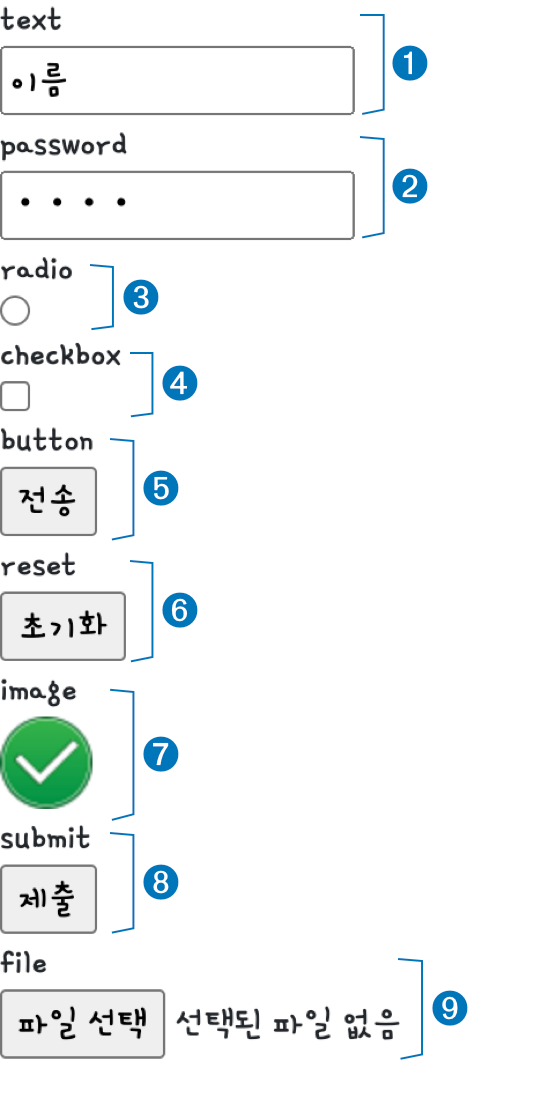 text
이름
1
password
• • • •
2
radio
3
checkbox
4
button
전송
5
reset
초기화
6
image
7
submit
제출
8
file
파일 선택 선택된 파일 없음
9